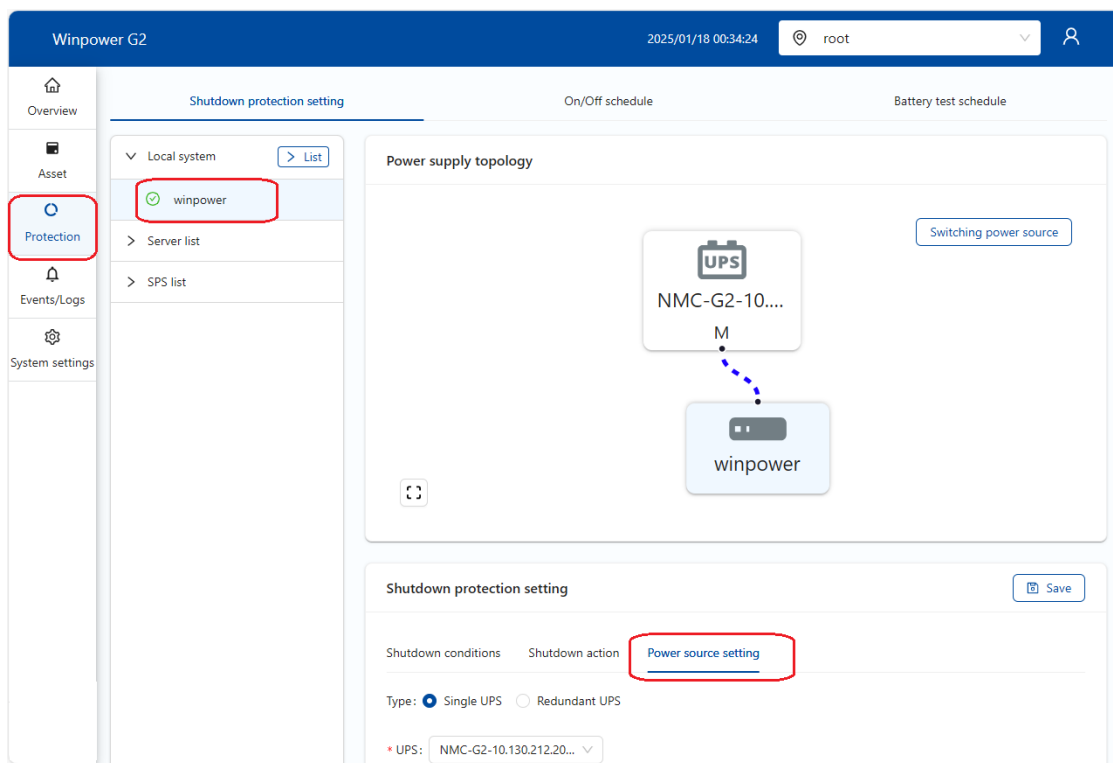 Winpower G2
2025/01/18 00:34:24
root
Overview
Asset
Protection
Events/Logs
System settings
Shutdown protection setting
On/Off schedule
Battery test schedule
Local system
List
winpower
Server list
SPS list
Power supply topology
Switching power source
UPS
NMC-G2-10....
M
winpower
Shutdown protection setting
Save
Shutdown conditions
Shutdown action
Power source setting
Type: Single UPS Redundant UPS
* UPS: NMC-G2-10.130.212.20...